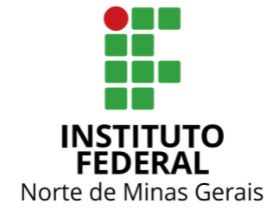 INSTITUTO
FEDERAL
Norte de Minas Gerais